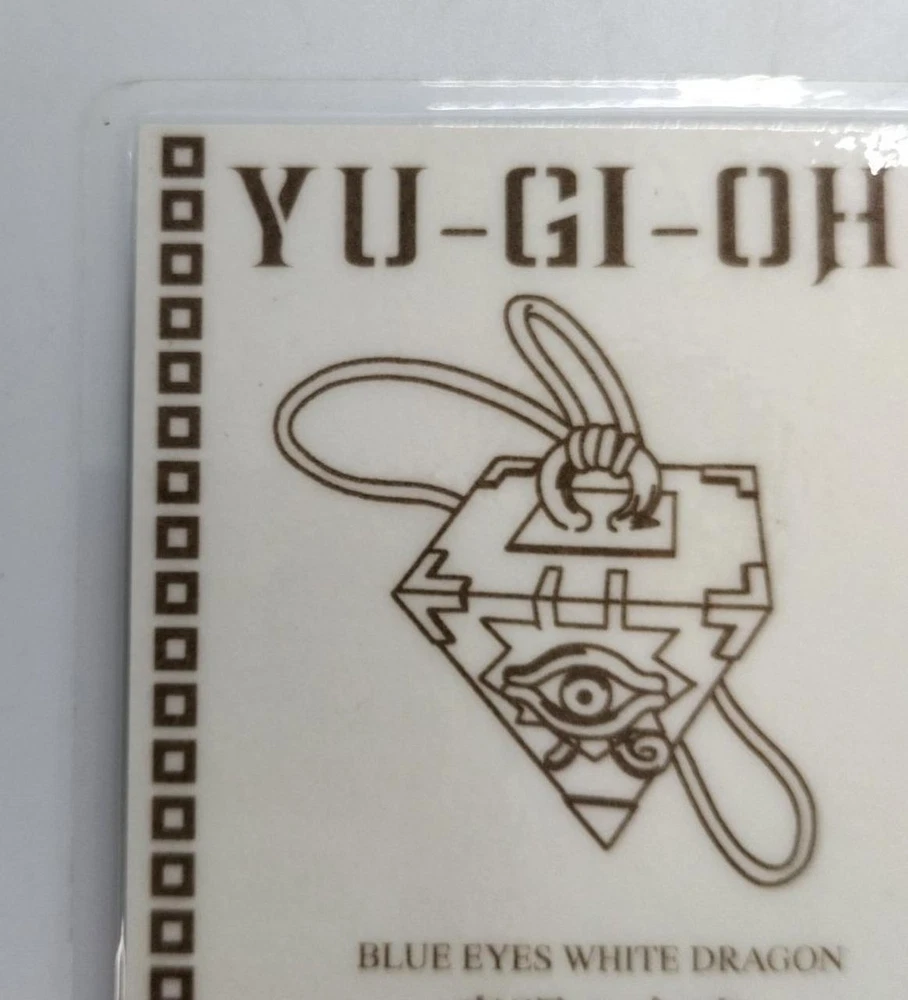 YU-GI-OH
BLUE EYES WHITE DRAGON